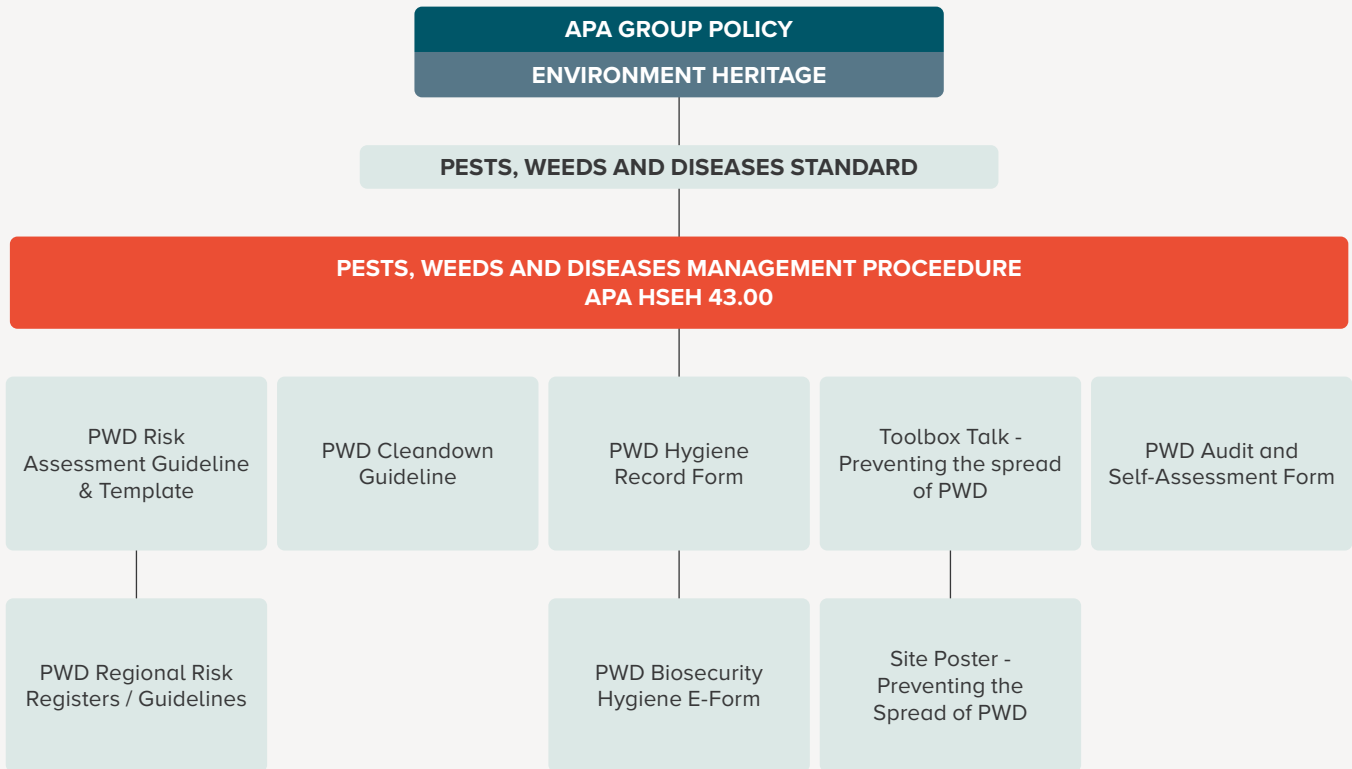 APA GROUP POLICY
ENVIRONMENT HERITAGE
PESTS, WEEDS AND DISEASES STANDARD
PESTS, WEEDS AND DISEASES MANAGEMENT PROCEEDURE
APA HSEH 43.00
PWD Risk
Assessment Guideline
& Template
PWD Cleandown
Guideline
PWD Hygiene
Record Form
Toolbox Talk -
Preventing the spread
of PWD
PWD Audit and
Self-Assessment Form
PWD Regional Risk
Registers / Guidelines
PWD Biosecurity
Hygiene E-Form
Site Poster -
Preventing the
Spread of PWD